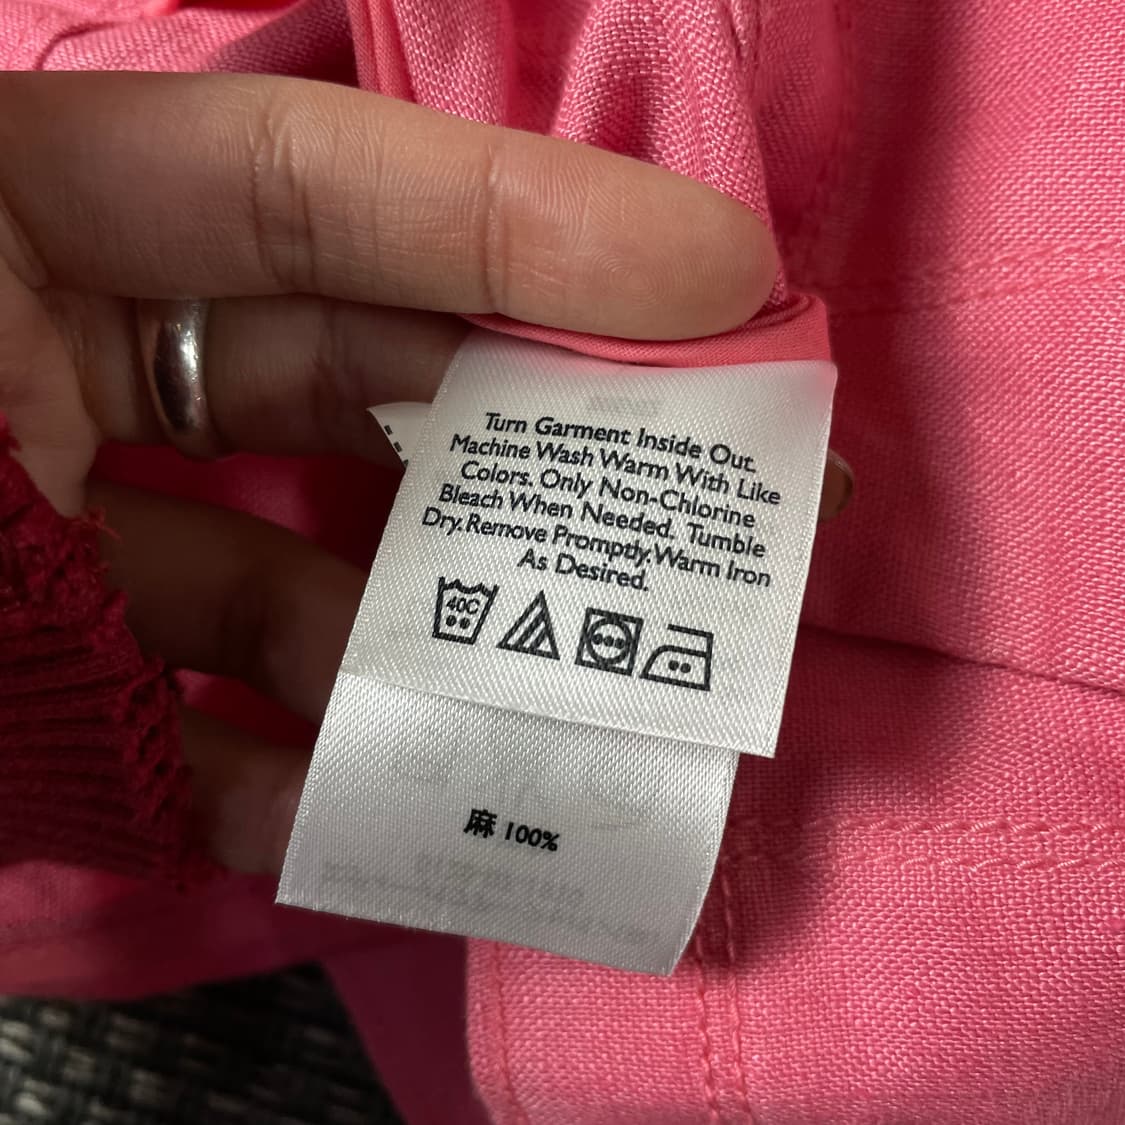 Turn Garment Inside Out.
Machine Wash Warm With Like
Colors. Only Non-Chlorine
Bleach When Needed. Tumble
Dry. Remove Promptly. Warm Iron
As Desired.
40C
麻 100%